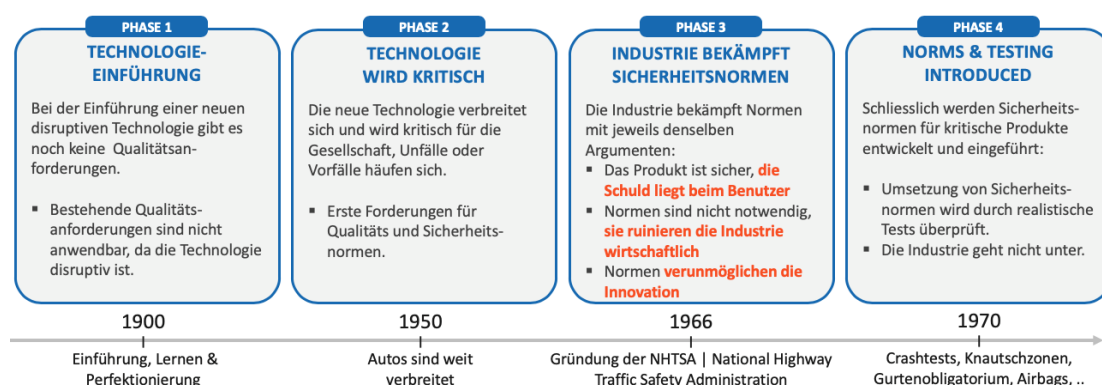 PHASE 1
TECHNOLOGIE-
EINFÜHRUNG
Bei der Einführung einer neuen
disruptiven Technologie gibt es
noch keine Qualitätsan-
forderungen.
▪ Bestehende Qualitäts-
anforderungen sind nicht
anwendbar, da die Technologie
disruptiv ist.
PHASE 2
TECHNOLOGIE
WIRD KRITISCH
Die neue Technologie verbreitet
sich und wird kritisch für die
Gesellschaft, Unfälle oder
Vorfälle häufen sich.
▪ Erste Forderungen für
Qualitäts und Sicherheits-
normen.
PHASE 3
INDUSTRIE BEKÄMPFT
SICHERHEITSNORMEN
Die Industrie bekämpft Normen
mit jeweils denselben
Argumenten:
▪ Das Produkt ist sicher, die
Schuld liegt beim Benutzer
▪ Normen sind nicht notwendig,
sie ruinieren die Industrie
wirtschaftlich
▪ Normen verunmöglichen die
Innovation
PHASE 4
NORMS & TESTING
INTRODUCED
Schliesslich werden Sicherheits-
normen für kritische Produkte
entwickelt und eingeführt:
▪ Umsetzung von Sicherheits-
normen wird durch realistische
Tests überprüft.
▪ Die Industrie geht nicht unter.
1900
Einführung, Lernen &
Perfektionierung
1950
Autos sind weit
verbreitet
1966
Gründung der NHTSA | National Highway
Traffic Safety Administration
1970
Crashtests, Knautschzonen,
Gurtenobligatorium, Airbags, ..